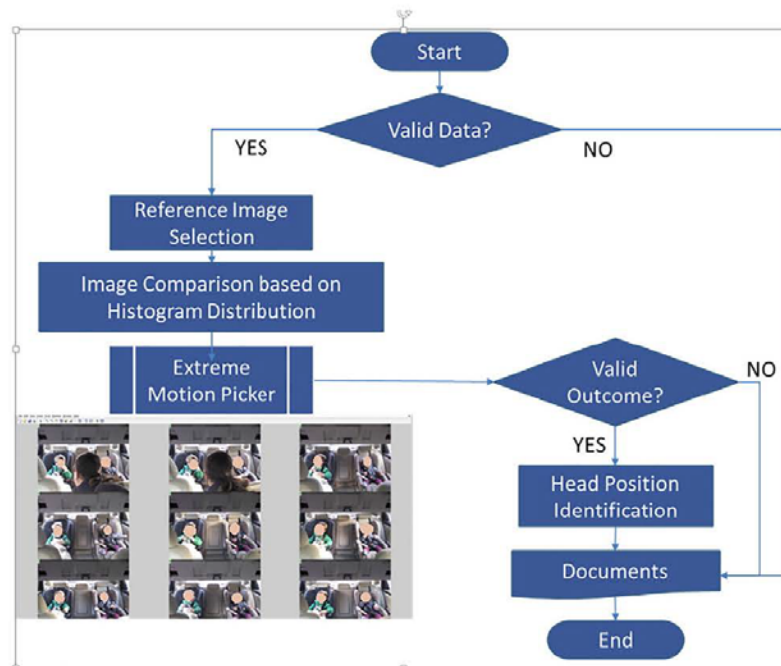 Start
Valid Data?
YES
NO
Reference Image
Selection
Image Comparison based on
Histogram Distribution
Extreme
Motion Picker
Valid
Outcome?
NO
YES
Head Position
Identification
Documents
End